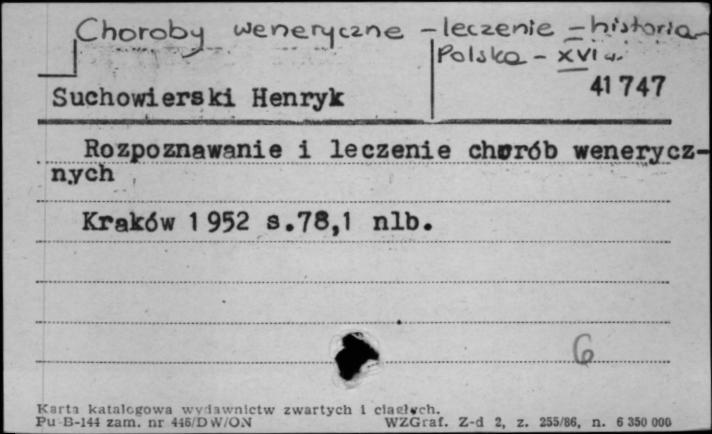 Choroby weneryczne - leczenie - historia
Polska - XVI w.
41 747
Suchowierski Henryk
Rozpoznawanie i leczenie chorób wenerycz-
nych
Kraków 1952 s.78,1 nlb.
6
Karta katalogowa wydawnictw zwartych i ciągłych.
Pu-B-144 zam. nr 446/DW/ON WZGraf. Z-d 2, z. 255/86, n. 6 350 000